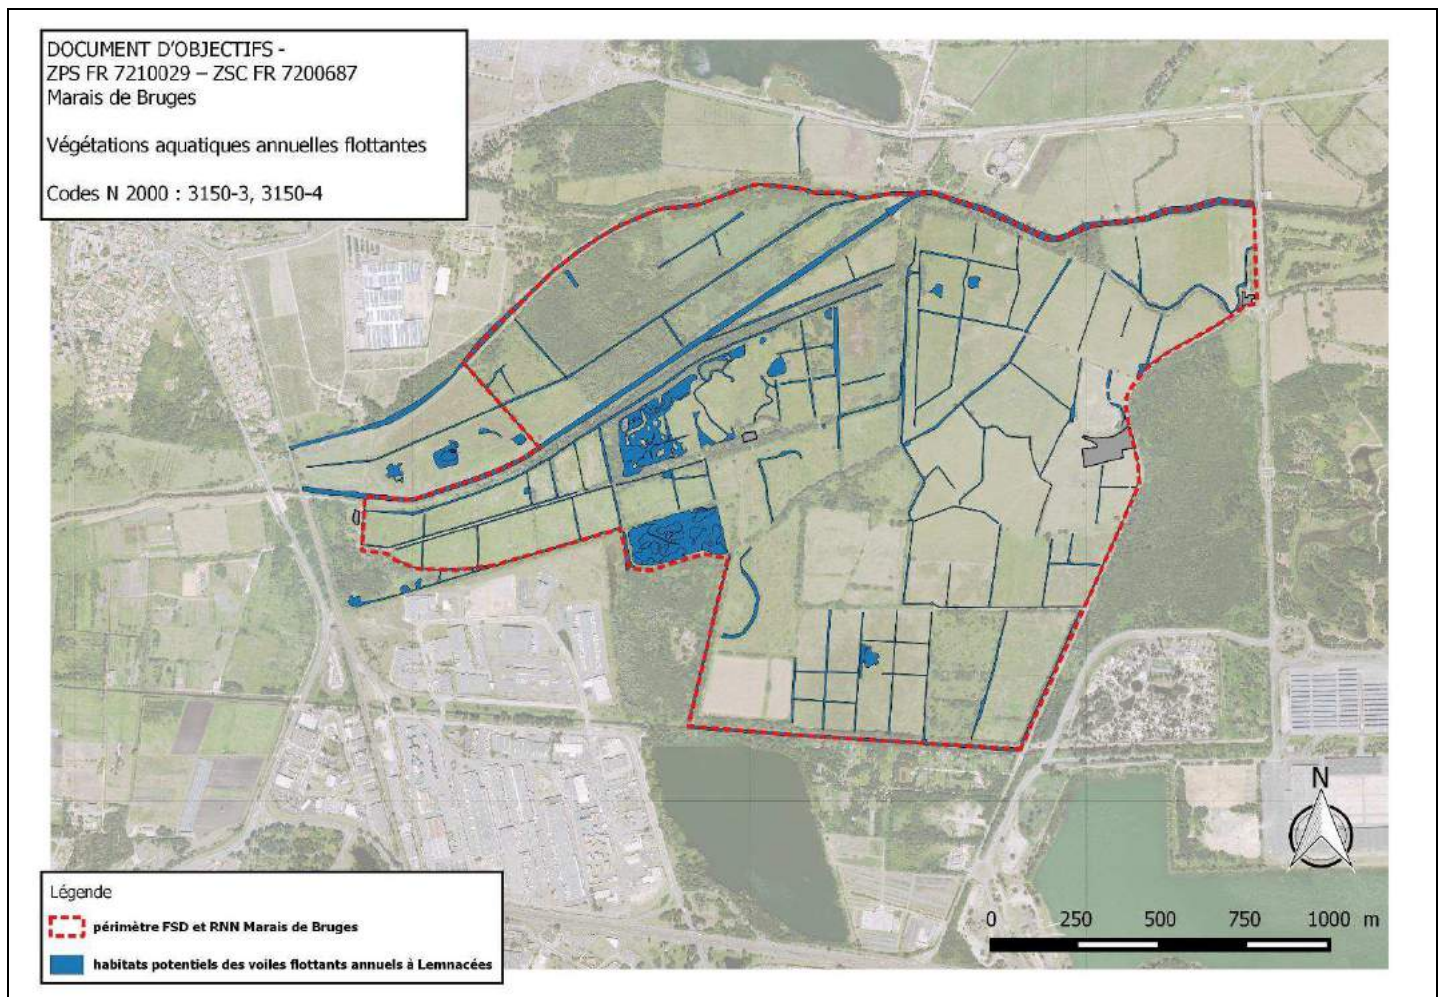 DOCUMENT D'OBJECTIFS -
ZPS FR 7210029 – ZSC FR 7200687
Marais de Bruges
Végétations aquatiques annuelles flottantes
Codes N 2000 : 3150-3, 3150-4
N
0 250 500 750 1000 m
Légende
périmètre FSD et RNN Marais de Bruges
habitats potentiels des voiles flottants annuels à Lemnacées